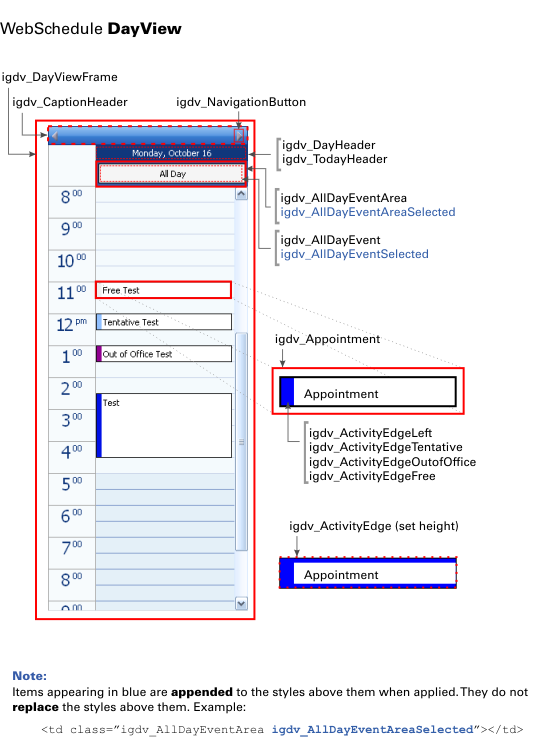 WebSchedule DayView
igdv_DayViewFrame
igdv_CaptionHeader
igdv_NavigationButton
Monday, October 16
igdv_DayHeader
igdv_TodayHeader
All Day
igdv_AllDayEventArea
igdv_AllDayEventAreaSelected
igdv_AllDayEvent
igdv_AllDayEventSelected
8 00
9 00
10 00
11 00
Free Test
12 pm
Tentative Test
1 00
Out of Office Test
2 00
Test
3 00
4 00
5 00
6 00
7 00
8 00
9 00
igdv_Appointment
Appointment
igdv_ActivityEdgeLeft
igdv_ActivityEdgeTentative
igdv_ActivityEdgeOutofOffice
igdv_ActivityEdgeFree
igdv_ActivityEdge (set height)
Appointment
Note:
Items appearing in blue are appended to the styles above them when applied. They do not
replace the styles above them. Example:
<td class=”igdv_AllDayEventArea igdv_AllDayEventAreaSelected”></td>